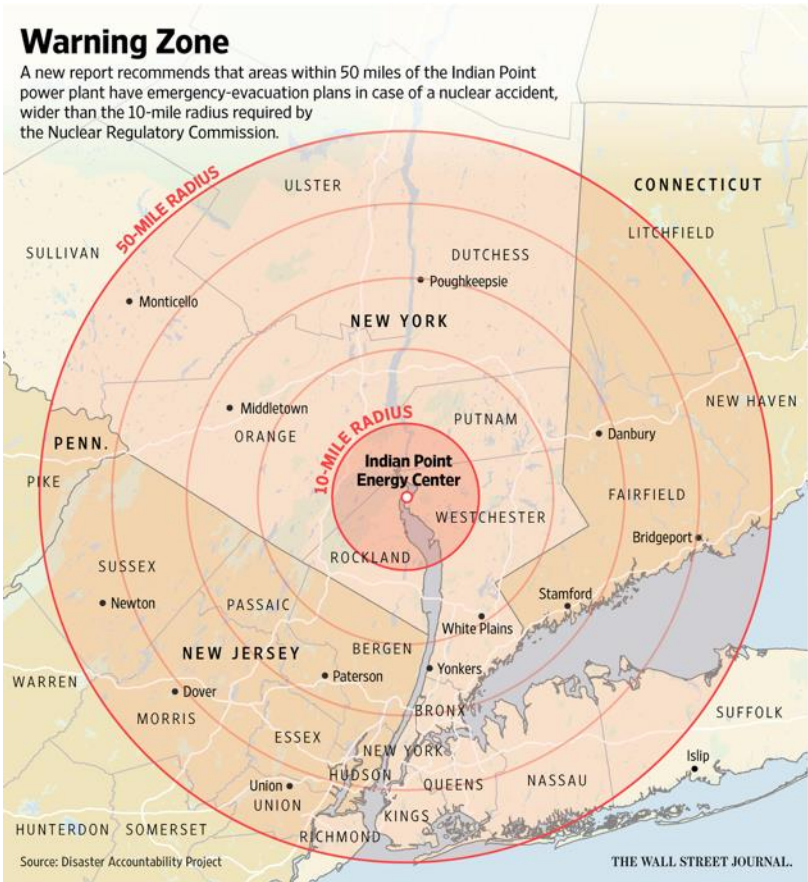 Warning Zone
A new report recommends that areas within 50 miles of the Indian Point
power plant have emergency-evacuation plans in case of a nuclear accident,
wider than the 10-mile radius required by
the Nuclear Regulatory Commission.
50-MILE RADIUS
ULSTER
CONNECTICUT
LITCHFIELD
SULLIVAN
DUTCHESS
Poughkeepsie
Monticello
NEW YORK
NEW HAVEN
Middletown
10-MILE RADIUS
PUTNAM
ORANGE
Danbury
PENN.
Indian Point
Energy Center
PIKE
FAIRFIELD
WESTCHESTER
Bridgeport
ROCKLAND
SUSSEX
Stamford
Newton
PASSAIC
White Plains
BERGEN
NEW JERSEY
Yonkers
Paterson
WARREN
Dover
BRONX
SUFFOLK
MORRIS
ESSEX
NEW YORK
Islip
HUDSON
NASSAU
Union
QUEENS
UNION
KINGS
HUNTERDON
SOMERSET
RICHMOND
Source: Disaster Accountability Project
THE WALL STREET JOURNAL.